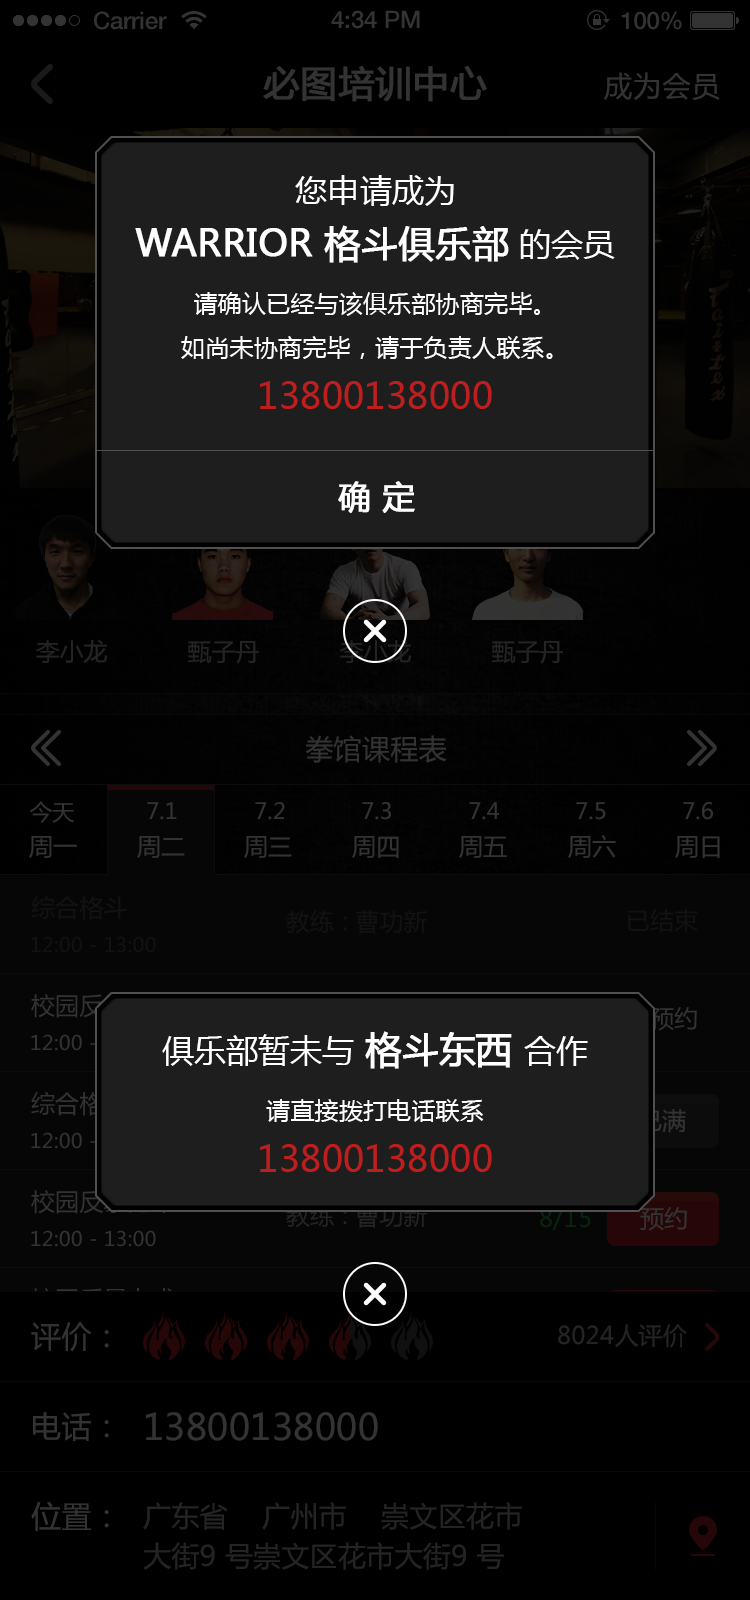 Carrier 4:34 PM 100%
必图培训中心 成为会员
您申请成为
WARRIOR 格斗俱乐部 的会员
请确认已经与该俱乐部协商完毕。
如尚未协商完毕，请于负责人联系。
13800138000
确 定
李小龙 甄子丹 李小龙 甄子丹
拳馆课程表
今天 7.1 7.2 7.3 7.4 7.5 7.6
周一 周二 周三 周四 周五 周六 周日
综合格斗
12:00 - 13:00 教练：曹功新 已结束
校园反
12:00 - 预约
俱乐部暂未与 格斗东西 合作
综合格
12:00 - 满
请直接拨打电话联系
13800138000
校园反
12:00 - 13:00 教练：曹功新 8/15 预约
评价： 8024人评价
电话： 13800138000
位置： 广东省 广州市 崇文区花市
大街9 号崇文区花市大街9 号